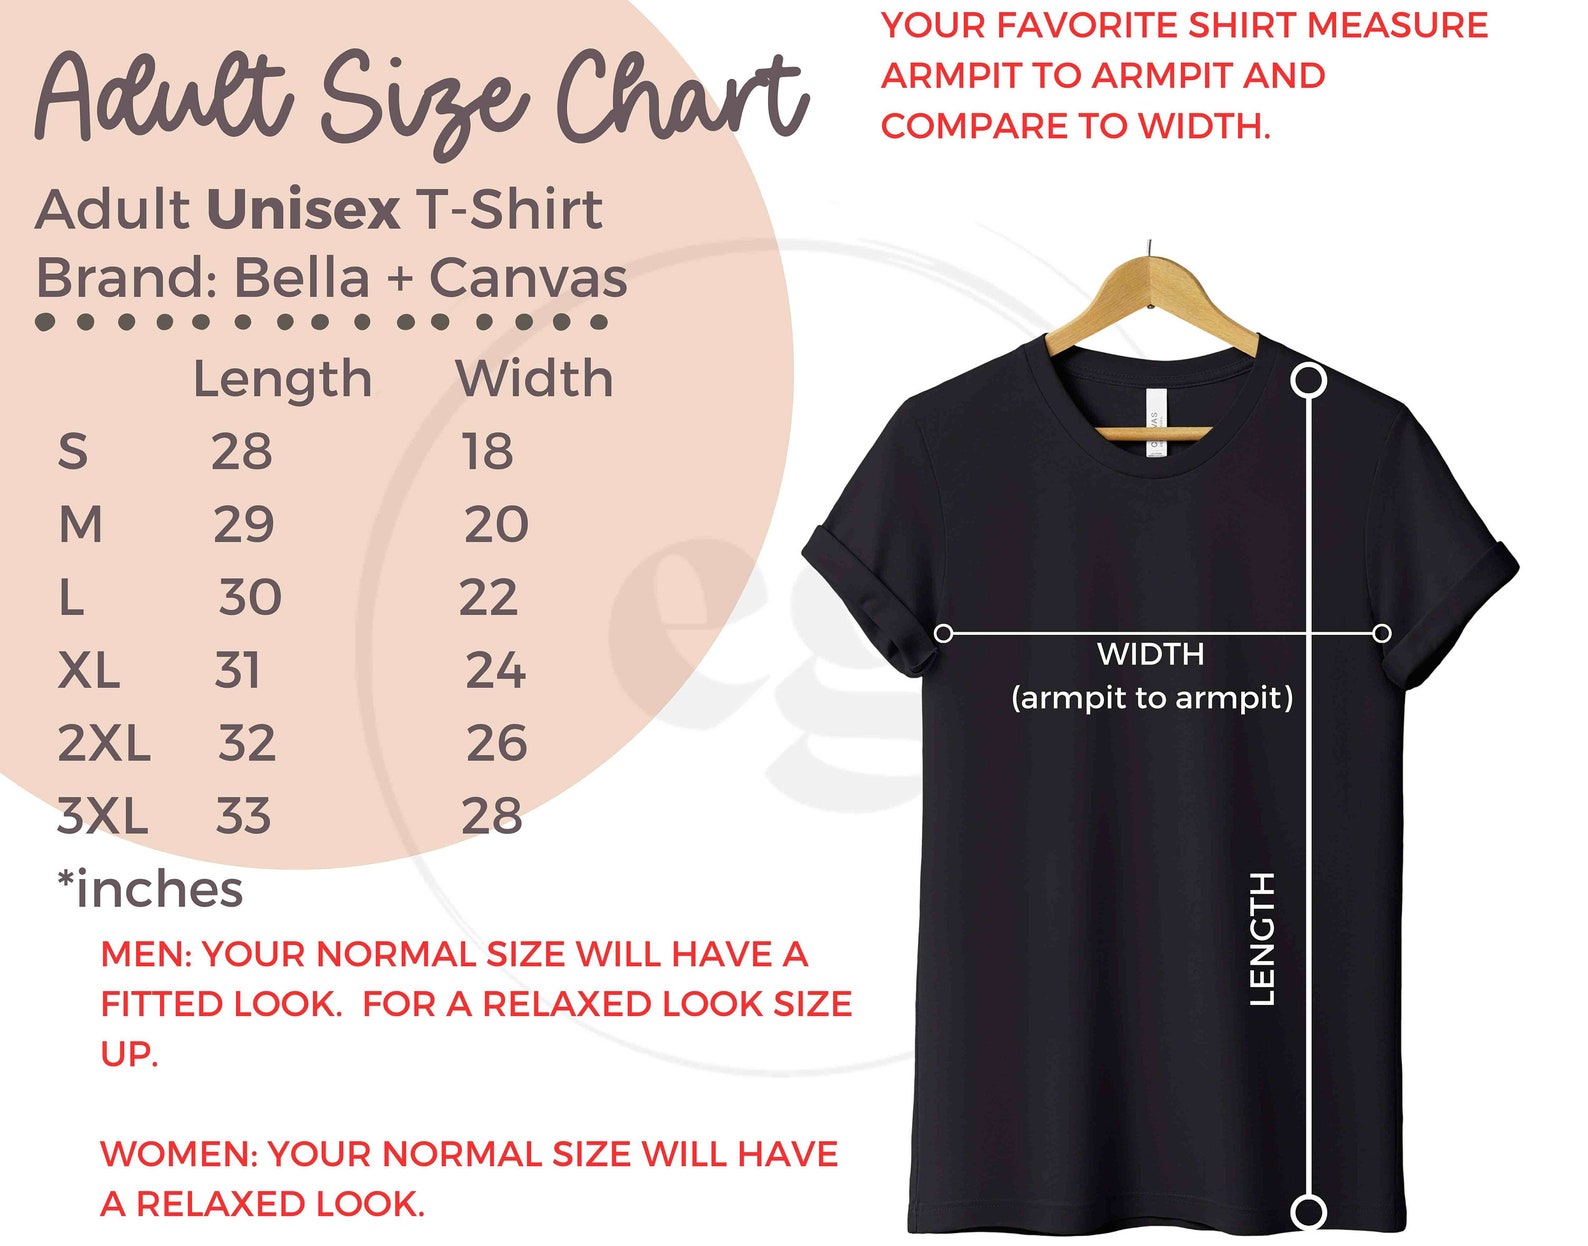 Adult Size Chart
Adult Unisex T-Shirt
Brand: Bella + Canvas
Length Width
S 28 18
M 29 20
L 30 22
XL 31 24
2XL 32 26
3XL 33 28
*inches
MEN: YOUR NORMAL SIZE WILL HAVE A
FITTED LOOK. FOR A RELAXED LOOK SIZE
UP.
WOMEN: YOUR NORMAL SIZE WILL HAVE
A RELAXED LOOK.
YOUR FAVORITE SHIRT MEASURE
ARMPIT TO ARMPIT AND
COMPARE TO WIDTH.
WIDTH
(armpit to armpit)
LENGTH
eg